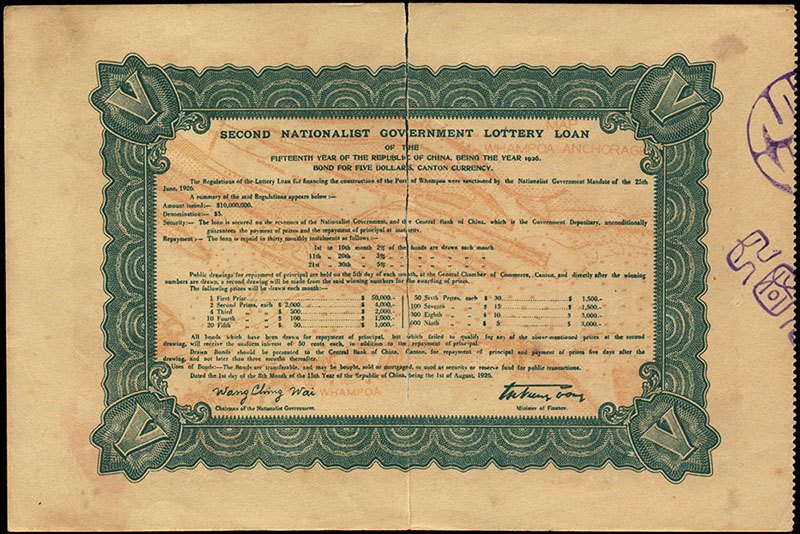 SECOND NATIONALIST GOVERNMENT LOTTERY LOAN
OF THE
FIFTEENTH YEAR OF THE REPUBLIC OF CHINA, BEING THE YEAR 1926.
BOND FOR FIVE DOLLARS, CANTON CURRENCY.
MAP
WHAMPOA ANCHORAGE
The Regulations of the Lottery Loan for financing the construction of the Port of Whampoa were sanctioned by the Nationalist Government Mandate of the 25th
June, 1926.
A summary of the said Regulations appears below :—
Amount issued:— $10,000,000.
Denomination:— $5.
Security:— The loan is secured on the revenues of the Nationalist Government, and the Central Bank of China, which is the Government Depositary, unconditionally
guarantees the payment of prizes and the repayment of principal at maturity.
Repayment :— The loan is repaid in thirty monthly instalments as follows :—
1st to 10th month 2% of the bonds are drawn each month
11th „ 20th „ 3% „ „ „ „ „ „
21st „ 30th „ 5% „ „ „ „ „ „
Public drawings for repayment of principal are held on the 5th day of each month, at the General Chamber of Commerce, Canton, and directly after the winning
numbers are drawn, a second drawing will be made from the said winning numbers for the awarding of prizes.
The following prizes will be drawn each month:—
1 First Prize $ 50,000.-
2 Second Prizes, each $ 2,000. $ 4,000.-
4 Third „ „ $ 500. $ 2,000.-
10 Fourth „ „ $ 100. $ 1,000.-
20 Fifth „ „ $ 50. $ 1,000.-
50 Sixth Prizes, each $ 30 $ 1,500.-
100 Seventh „ „ $ 15 $ 1,500.-
300 Eighth „ „ $ 10 $ 3,000.-
600 Ninth „ „ $ 5 $ 3,000.-
All bonds which have been drawn for repayment of principal, but which failed to qualify for any of the above-mentioned prizes at the second
drawing, will receive the uniform interest of 50 cents each, in addition to the repayment of principal.
Drawn Bonds should be presented to the Central Bank of China, Canton, for repayment of principal and payment of prizes five days after the
drawing, and not later than three months thereafter.
Uses of Bonds:— The Bonds are transferable, and may be bought, sold or mortgaged, or used as security or reserve fund for public transactions.
Dated the 1st day of the 8th Month of the 15th Year of the Republic of China, being the 1st of August, 1926.
Wang Ching Wai
WHAMPOA
Chairman of the Nationalist Government.
Minister of Finance.
V
V
V
V